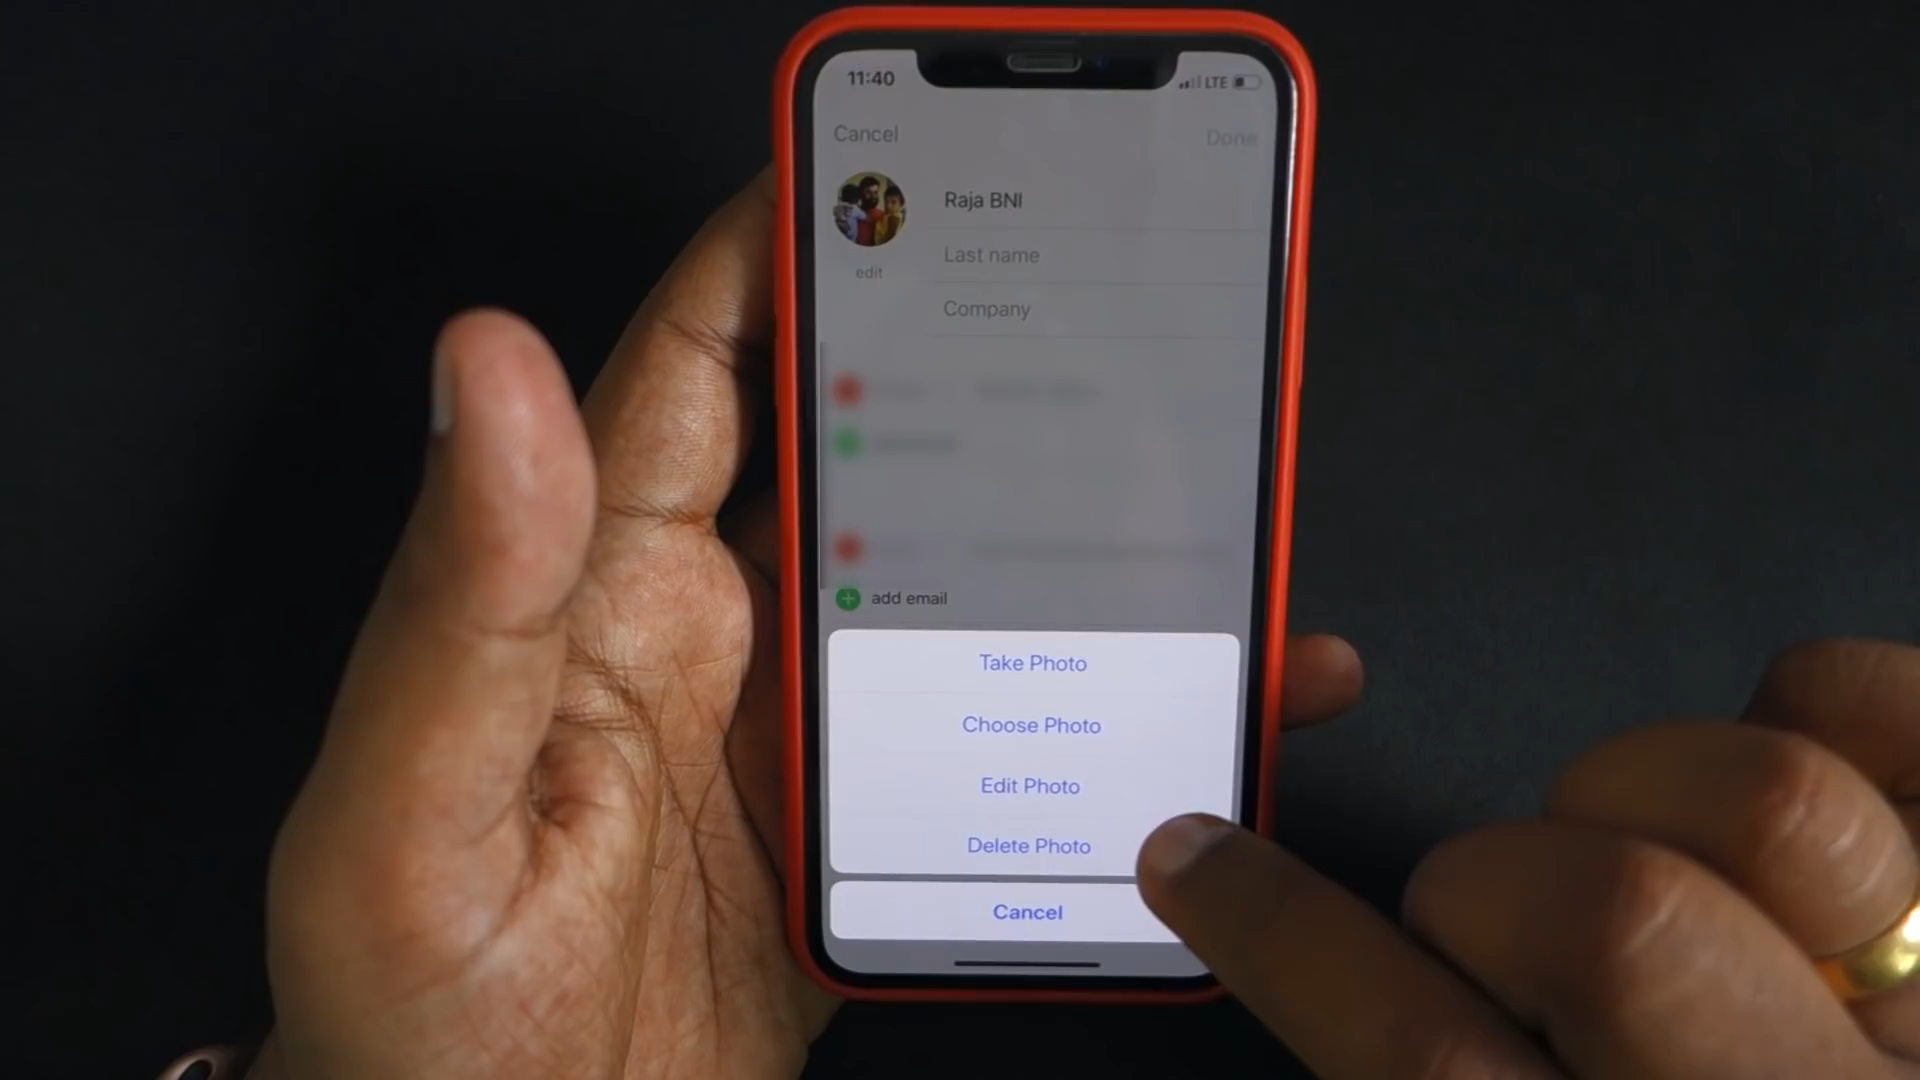 11:40 LTE
Cancel Done
Raja BNI
edit Last name
Company
add email
Take Photo
Choose Photo
Edit Photo
Delete Photo
Cancel